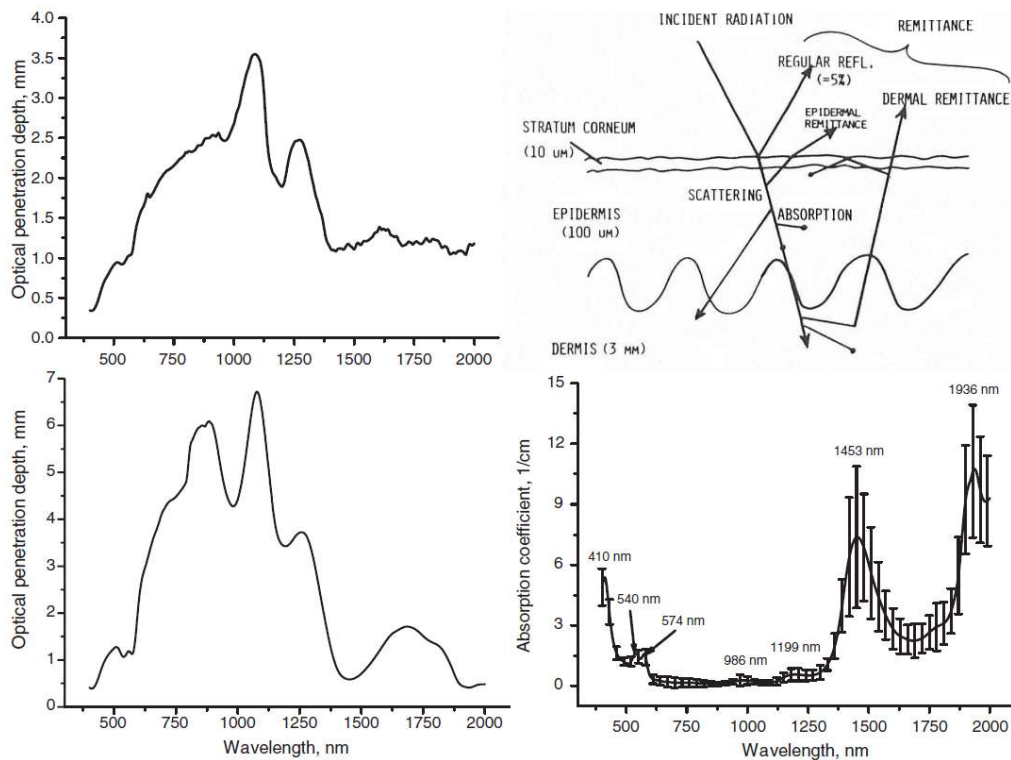 4.0
3.5
3.0
2.5
2.0
1.5
1.0
0.5
0.0
Optical penetration depth, mm
500 750 1000 1250 1500 1750 2000
INCIDENT RADIATION
REMITTANCE
REGULAR REFL.
(=5%)
DERMAL REMITTANCE
EPIDERMAL
REMITTANCE
STRATUM CORNEUM
(10 UM)
SCATTERING
ABSORPTION
EPIDERMIS
(100 UM)
DERMIS (3 MM)
7
6
5
4
3
2
1
0
Optical penetration depth, mm
500 750 1000 1250 1500 1750 2000
Wavelength, nm
15
12
9
6
3
0
Absorption coefficient, 1/cm
1936 nm
1453 nm
410 nm
540 nm
574 nm
986 nm
1199 nm
500 750 1000 1250 1500 1750 2000
Wavelength, nm